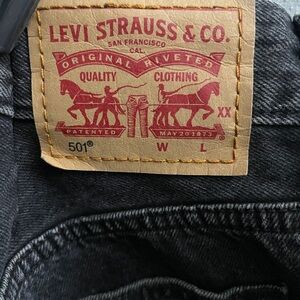 LEVI STRAUSS & CO.
SAN FRANCISCO
CAL.
ORIGINAL RIVETED
QUALITY CLOTHING
XX
PATENTED MAY 20 1873
501® W L